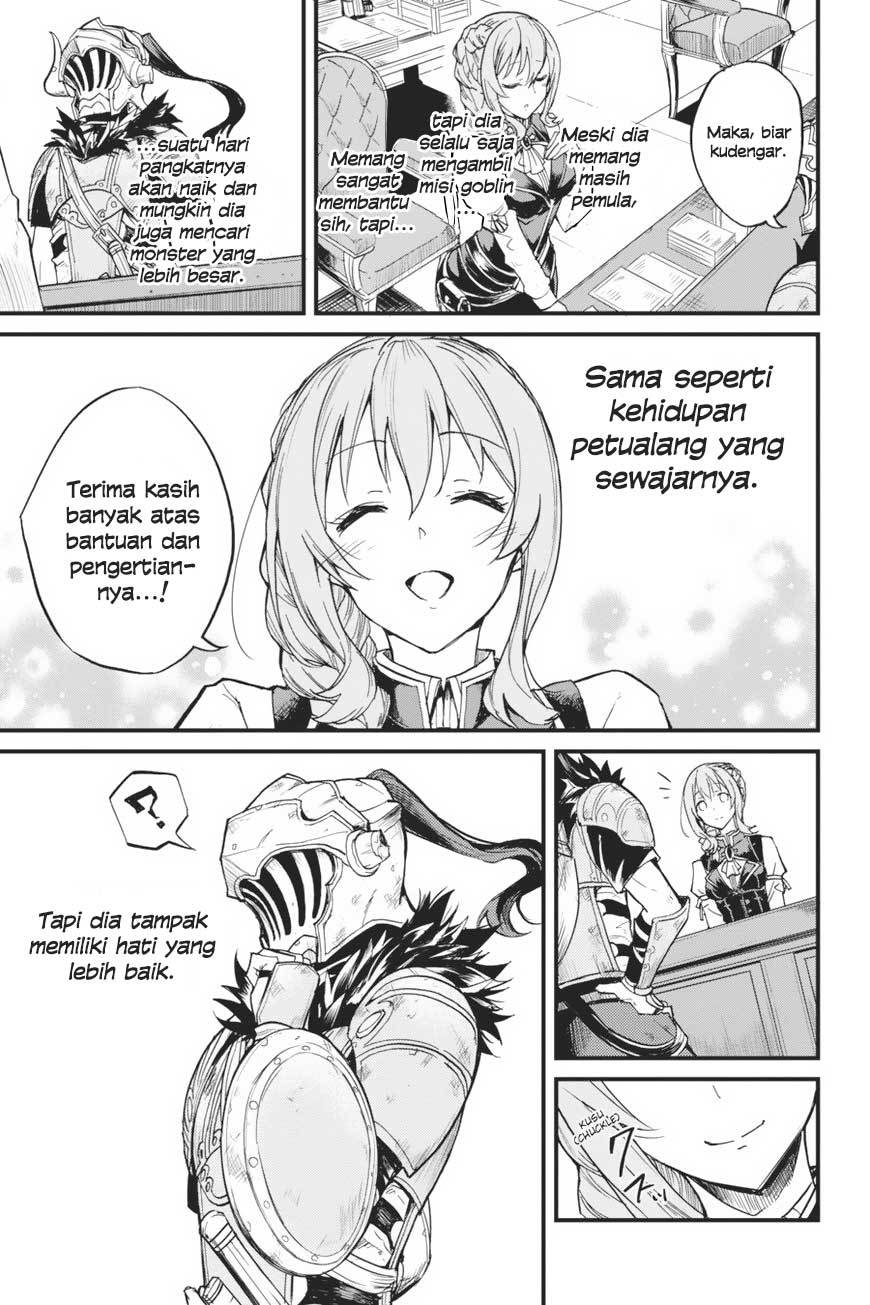 Maka, biar
kudengar.
Meski dia
memang
masih
pemula,
tapi dia
selalu saja
mengambil
misi goblin
...
Memang
sangat
membantu
sih, tapi...
...suatu hari
pangkatnya
akan naik dan
mungkin dia
juga mencari
monster yang
lebih besar.
Sama seperti
kehidupan
petualang yang
sewajarnya.
Terima kasih
banyak atas
bantuan dan
pengertian-
nya...!
KUSU
(CHUCKLE)
クスッ
?
Tapi dia tampak
memiliki hati yang
lebih baik.